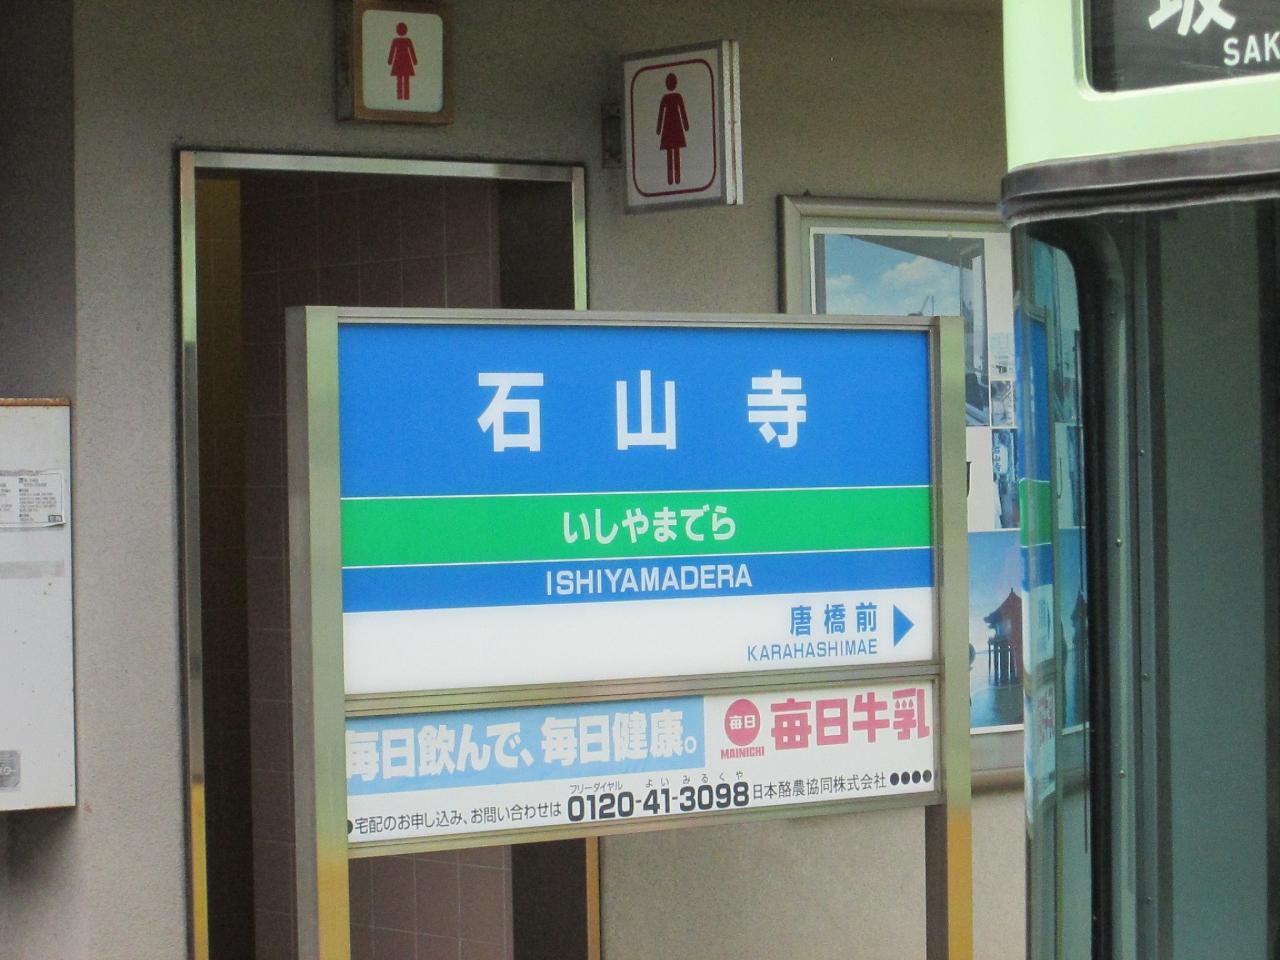 坂
SAK
石山寺
いしやまでら
ISHIYAMADERA
唐橋前
KARAHASHIMAE
毎日飲んで、毎日健康。
毎日
MAINICHI
毎日牛乳
フリーダイヤル よいみるくや
●宅配のお申し込み、お問い合わせは 0120-41-3098 日本酪農協同株式会社●●●●